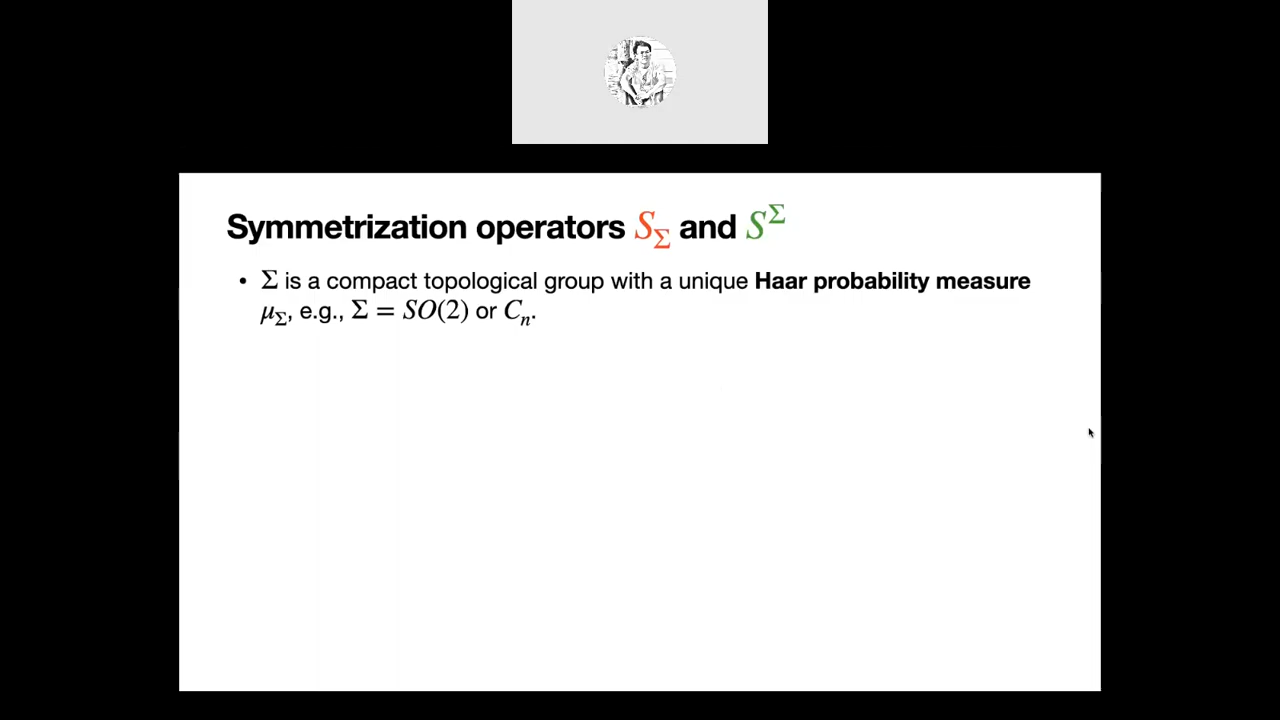 Symmetrization operators S_Σ and S^Σ
• Σ is a compact topological group with a unique Haar probability measure
μ_Σ, e.g., Σ = SO(2) or C_n.